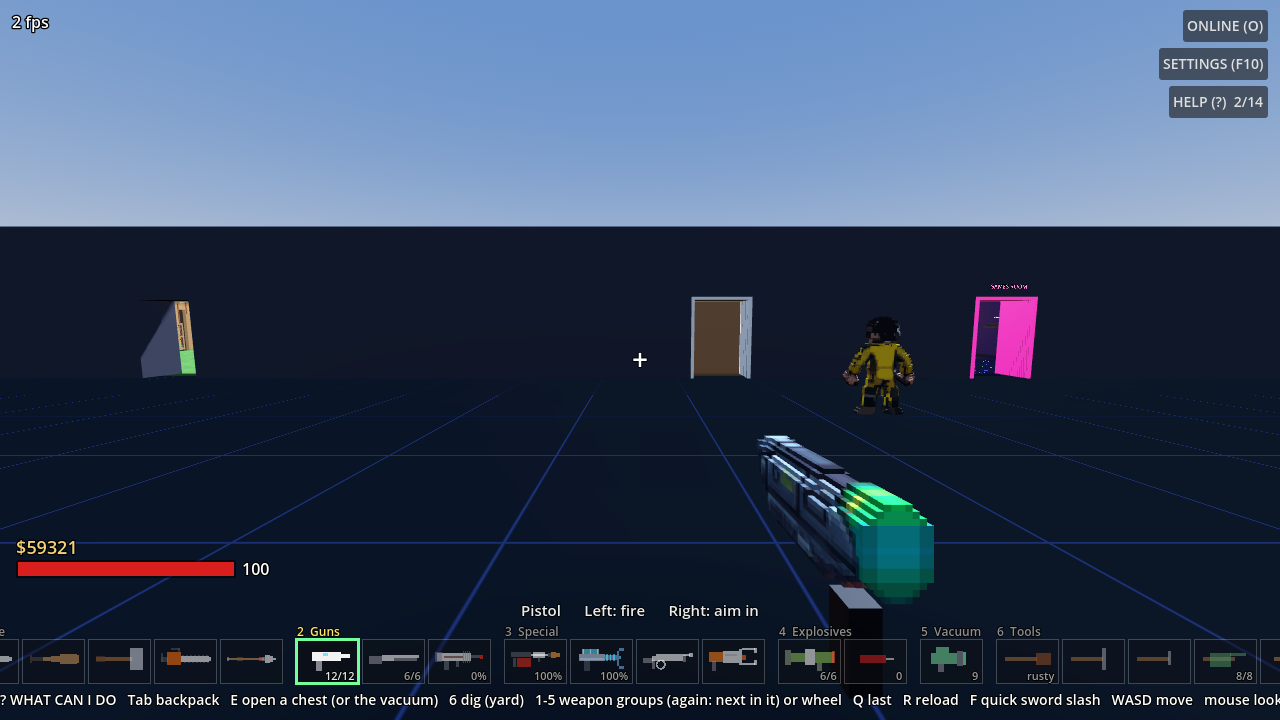 2 fps
ONLINE (O)
SETTINGS (F10)
HELP (?) 2/14
GAMES ROOM
$59321
100
Pistol Left: fire Right: aim in
e 2 Guns 3 Special 4 Explosives 5 Vacuum 6 Tools
12/12 6/6 0% 100% 100% 6/6 0 9 rusty 8/8
? WHAT CAN I DO Tab backpack E open a chest (or the vacuum) 6 dig (yard) 1-5 weapon groups (again: next in it) or wheel Q last R reload F quick sword slash WASD move mouse look